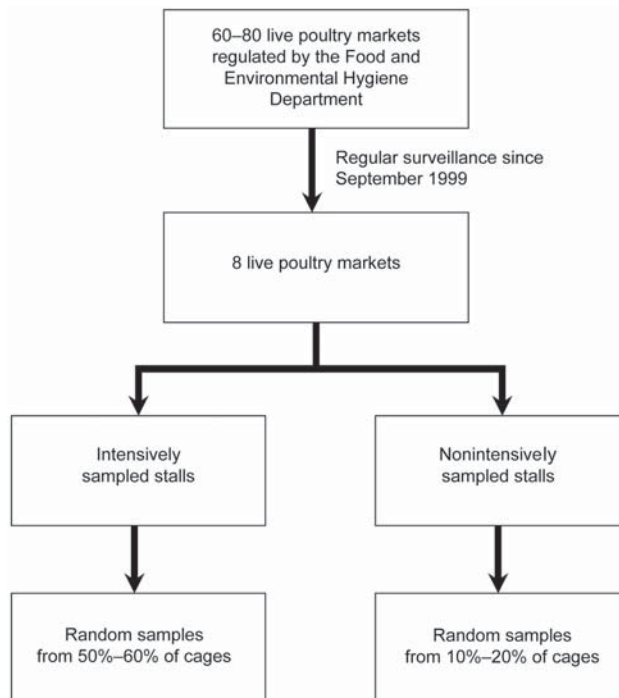 60–80 live poultry markets
regulated by the Food and
Environmental Hygiene
Department
Regular surveillance since
September 1999
8 live poultry markets
Intensively
sampled stalls
Nonintensively
sampled stalls
Random samples
from 50%–60% of cages
Random samples
from 10%–20% of cages